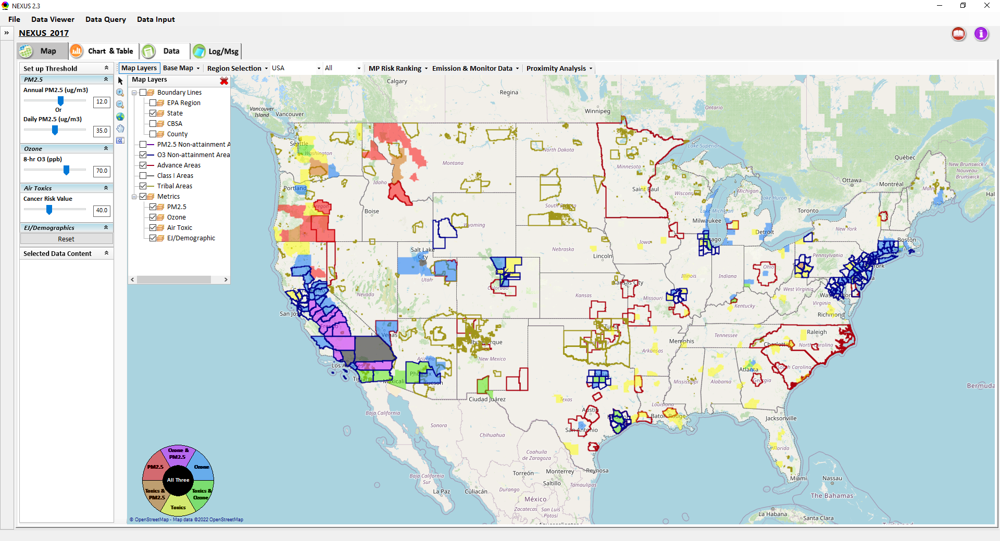 NEXUS 2.3
File Data Viewer Data Query Data Input
»
NEXUS_2017
Map Chart & Table Data Log/Msg
Set up Threshold
PM2.5
Annual PM2.5 (ug/m3)
12.0
Or
Daily PM2.5 (ug/m3)
35.0
Ozone
8-hr O3 (ppb)
70.0
Air Toxics
Cancer Risk Value
40.0
EJ/Demographics
Reset
Selected Data Content
Map Layers Base Map Region Selection USA All MP Risk Ranking Emission & Monitor Data Proximity Analysis
Map Layers
Boundary Lines
EPA Region
State
CBSA
County
PM2.5 Non-attainment A
O3 Non-attainment Area
Advance Areas
Class I Areas
Tribal Areas
Metrics
PM2.5
Ozone
Air Toxic
EJ/Demographic
Calgary
Regina
Winnipeg
Ontario
Vancouver
Island
Vancouver
Seattle
Washington
Montana
North Dakota
Minnesota
Lake Superior
Québec
New Brunswick /
Nouveau-
Brunswick
Ottawa
Montréal
Maine
Hal
Portland
Idaho
Saint Paul
Wisconsin
Michigan
Lake Huron
Toronto
Oregon
Boise
South Dakota
Lake Michigan
Milwaukee
Wyoming
Detroit
New York
Boston
Chicago
Iowa
Salt Lake
City
Nebraska
Lincoln
Pennsylvania
York
Utah
Colorado
Illinois
Indiana
Ohio
Nevada
Kansas City
Kansas
Missouri
West Virginia
Washington
Kentucky
Virginia
Richmond
Sacramento
San Jose
Fresno
Las Vegas
Tulsa
Raleigh
Tennessee
Charlotte
North Carolina
Memphis
Albuquerque
New Mexico
Arkansas
Arizona
Los Angeles
Phoenix
Tucson
Tijuana
Mexicali
Dallas
Atlanta
South Carolina
Georgia
Mississippi
Alabama
Bermuda
Ciudad Juárez
Texas
Louisiana
Baja California
Austin
Baton Rouge
Jacksonville
Sonora
San Antonio
Chihuahua
Florida
Coahuila
de Zaragoza
Torreón
Monterrey
Reynosa
Saltillo
Tamaulipas
Miami
Nassau
Baja California
Sur
La Paz
Culiacán
Durango
México
The Bahamas
Zacatecas
San Luis
Potosí
Aguascalientes
La Habana
Santa Clara
Ozone &
PM2.5
PM2.5
Ozone
All Three
Toxics &
PM2.5
Toxics &
Ozone
Toxics
© OpenStreetMap - Map data ©2022 OpenStreetMap